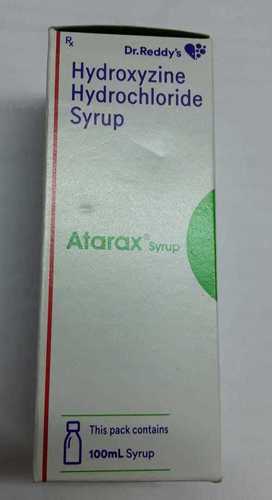 Rx
Dr.Reddy's
Hydroxyzine
Hydrochloride
Syrup
Atarax® Syrup
This pack contains
100mL Syrup